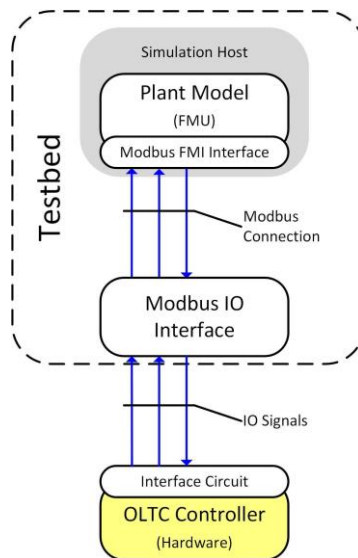 Simulation Host
Plant Model
(FMU)
Modbus FMI Interface
Testbed
Modbus
Connection
Modbus IO
Interface
IO Signals
Interface Circuit
OLTC Controller
(Hardware)